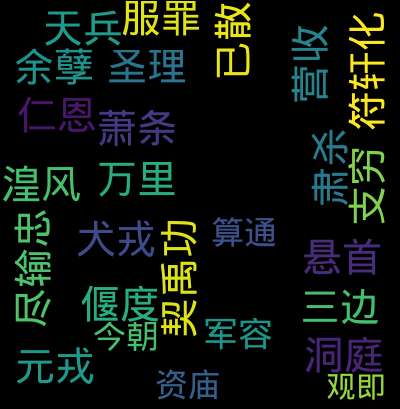 天兵
服罪
已散
营收
符轩化
余孽
圣理
仁恩
萧条
肃杀
支穷
湟风
万里
尽输忠
犬戎
契禹功
算通
悬首
偃度
今朝
三边
军容
元戎
洞庭
资庙
观即